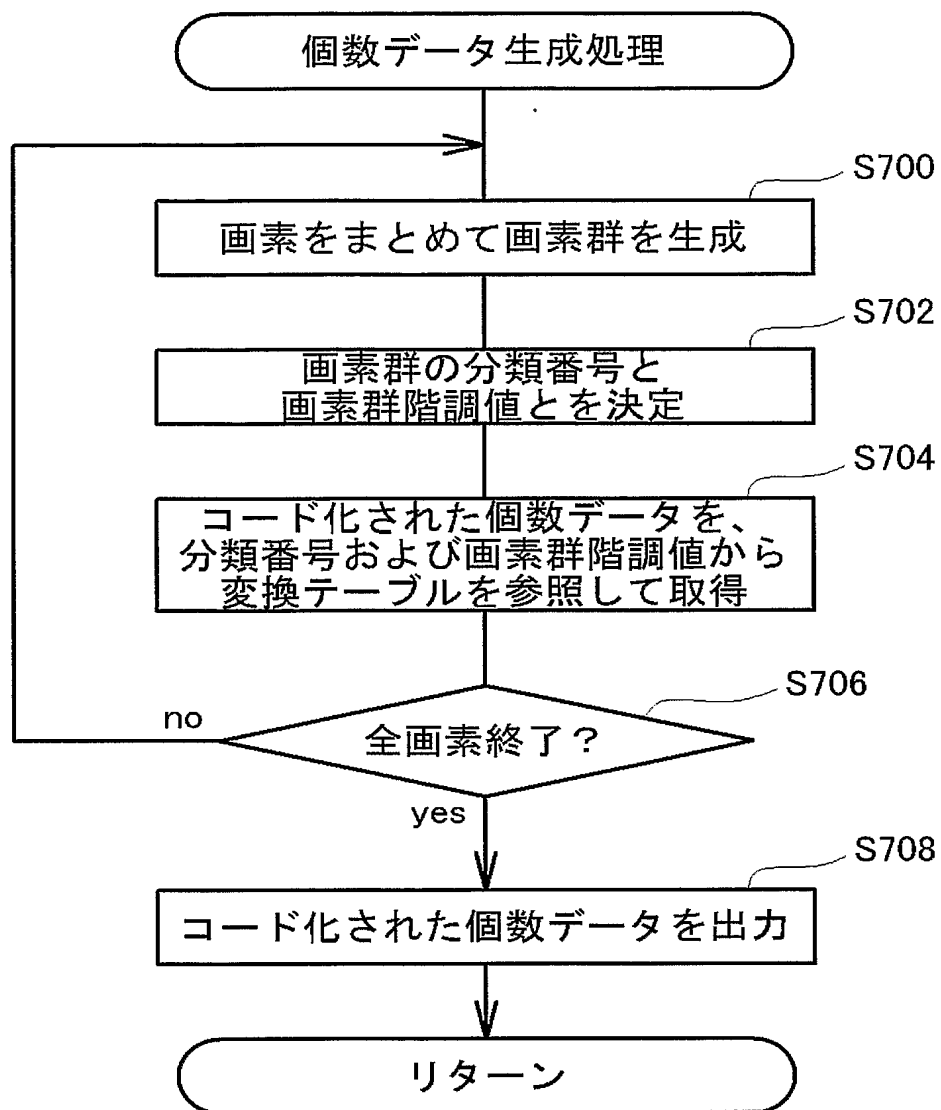 個数データ生成処理
S700
画素をまとめて画素群を生成
S702
画素群の分類番号と
画素群階調値とを決定
S704
コード化された個数データを、
分類番号および画素群階調値から
変換テーブルを参照して取得
S706
no
全画素終了？
yes
S708
コード化された個数データを出力
リターン